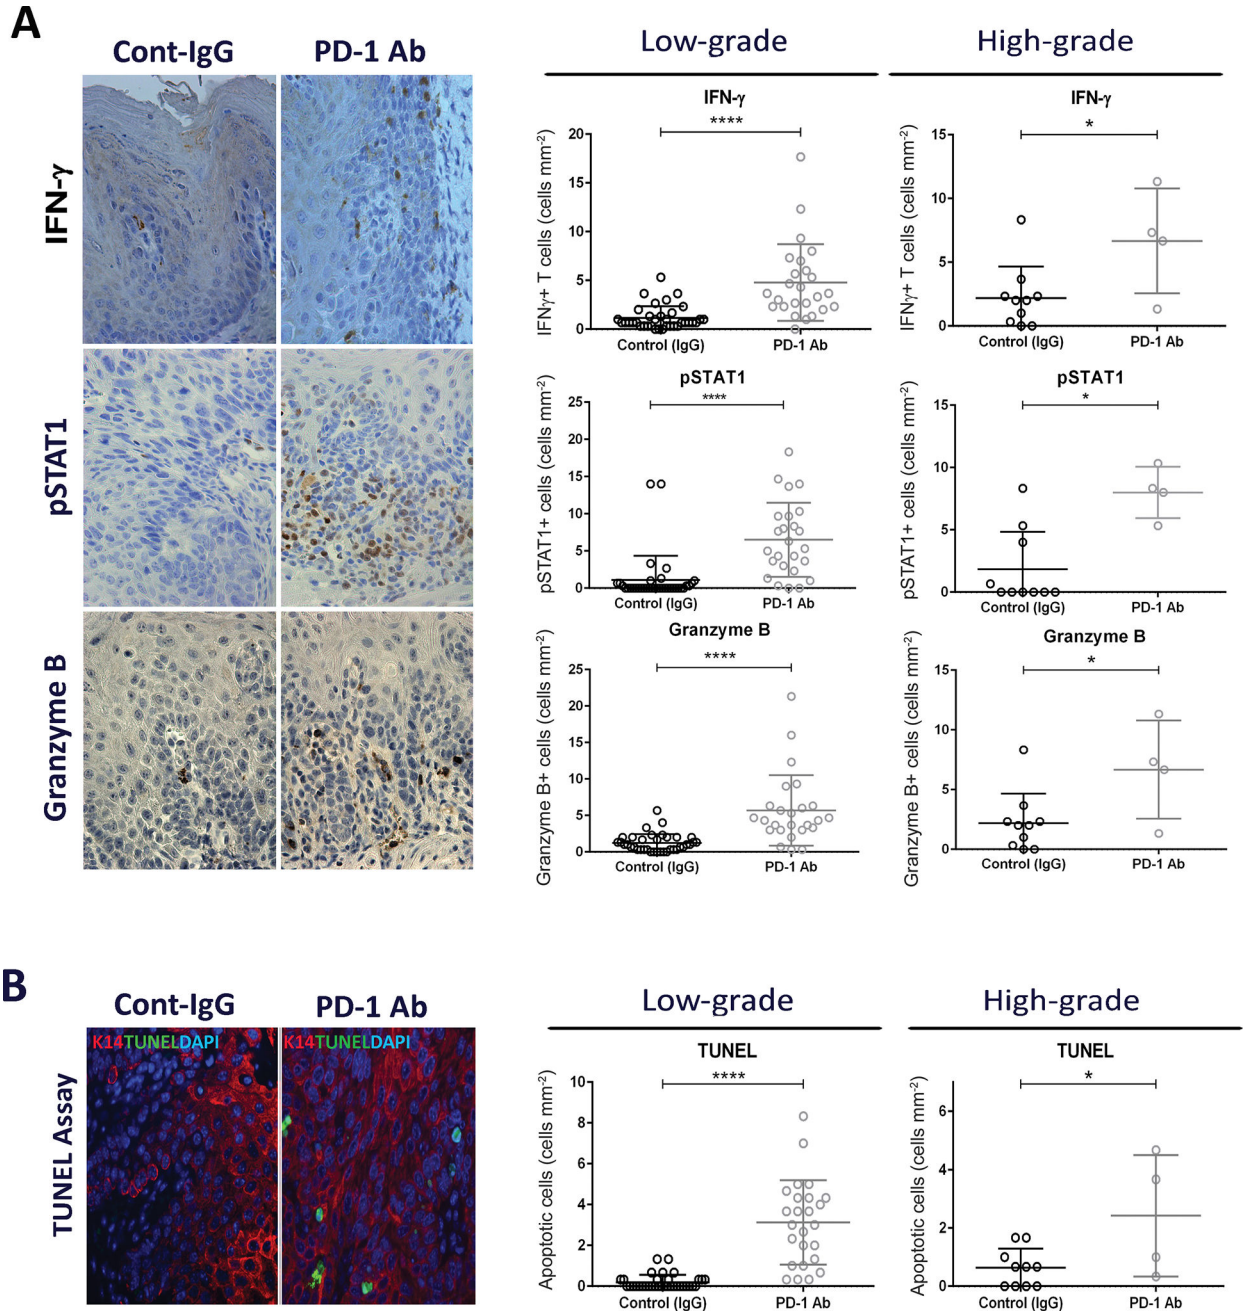 A
Cont-IgG
PD-1 Ab
Low-grade
High-grade
IFN-γ
pSTAT1
Granzyme B
IFN-γ
****
IFNγ+ T cells (cells mm-2)
20
15
10
5
0
Control (IgG)
PD-1 Ab
IFN-γ
*
IFNγ+ T cells (cells mm-2)
15
10
5
0
Control (IgG)
PD-1 Ab
pSTAT1
****
pSTAT1+ cells (cells mm-2)
25
20
15
10
5
0
Control (IgG)
PD-1 Ab
pSTAT1
*
pSTAT1+ cells (cells mm-2)
15
10
5
0
Control (IgG)
PD-1 Ab
Granzyme B
****
Granzyme B+ cells (cells mm-2)
25
20
15
10
5
0
Control (IgG)
PD-1 Ab
Granzyme B
*
Granzyme B+ cells (cells mm-2)
15
10
5
0
Control (IgG)
PD-1 Ab
B
Cont-IgG
PD-1 Ab
Low-grade
High-grade
TUNEL Assay
K14TUNELDAPI
K14TUNELDAPI
TUNEL
****
Apoptotic cells (cells mm-2)
10
8
6
4
2
0
Control (IgG)
PD-1 Ab
TUNEL
*
Apoptotic cells (cells mm-2)
6
4
2
0
Control (IgG)
PD-1 Ab